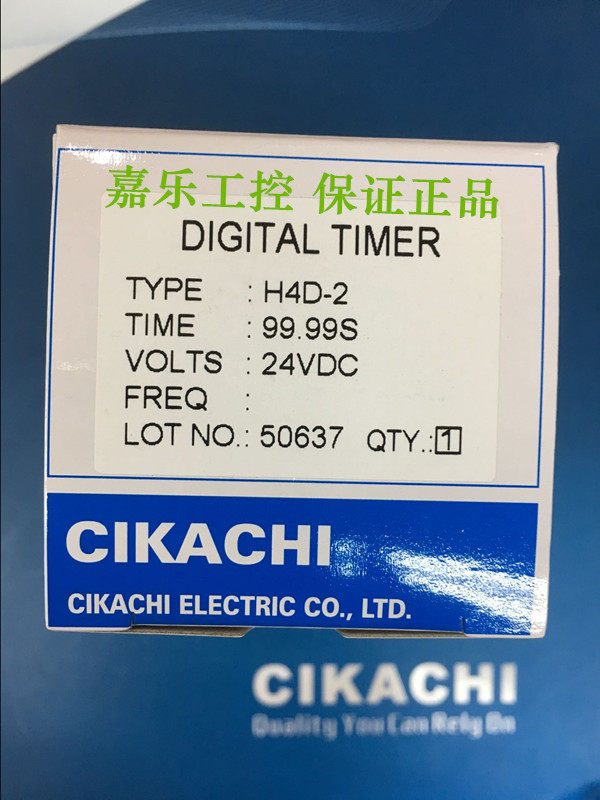 嘉乐工控 保证正品
DIGITAL TIMER
TYPE : H4D-2
TIME : 99.99S
VOLTS : 24VDC
FREQ :
LOT NO.: 50637 QTY.:1
CIKACHI
CIKACHI ELECTRIC CO., LTD.
CIKACHI
Quality You Can Rely On